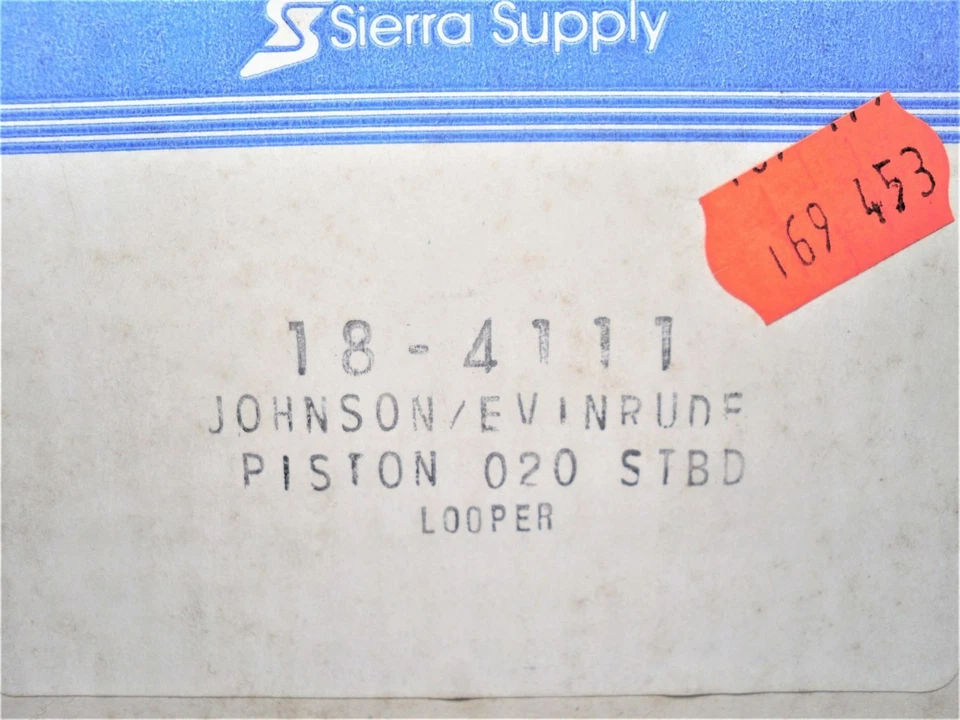 Sierra Supply
169 453
18-4111
JOHNSON/EVINRUDE
PISTON 020 STBD
LOOPER